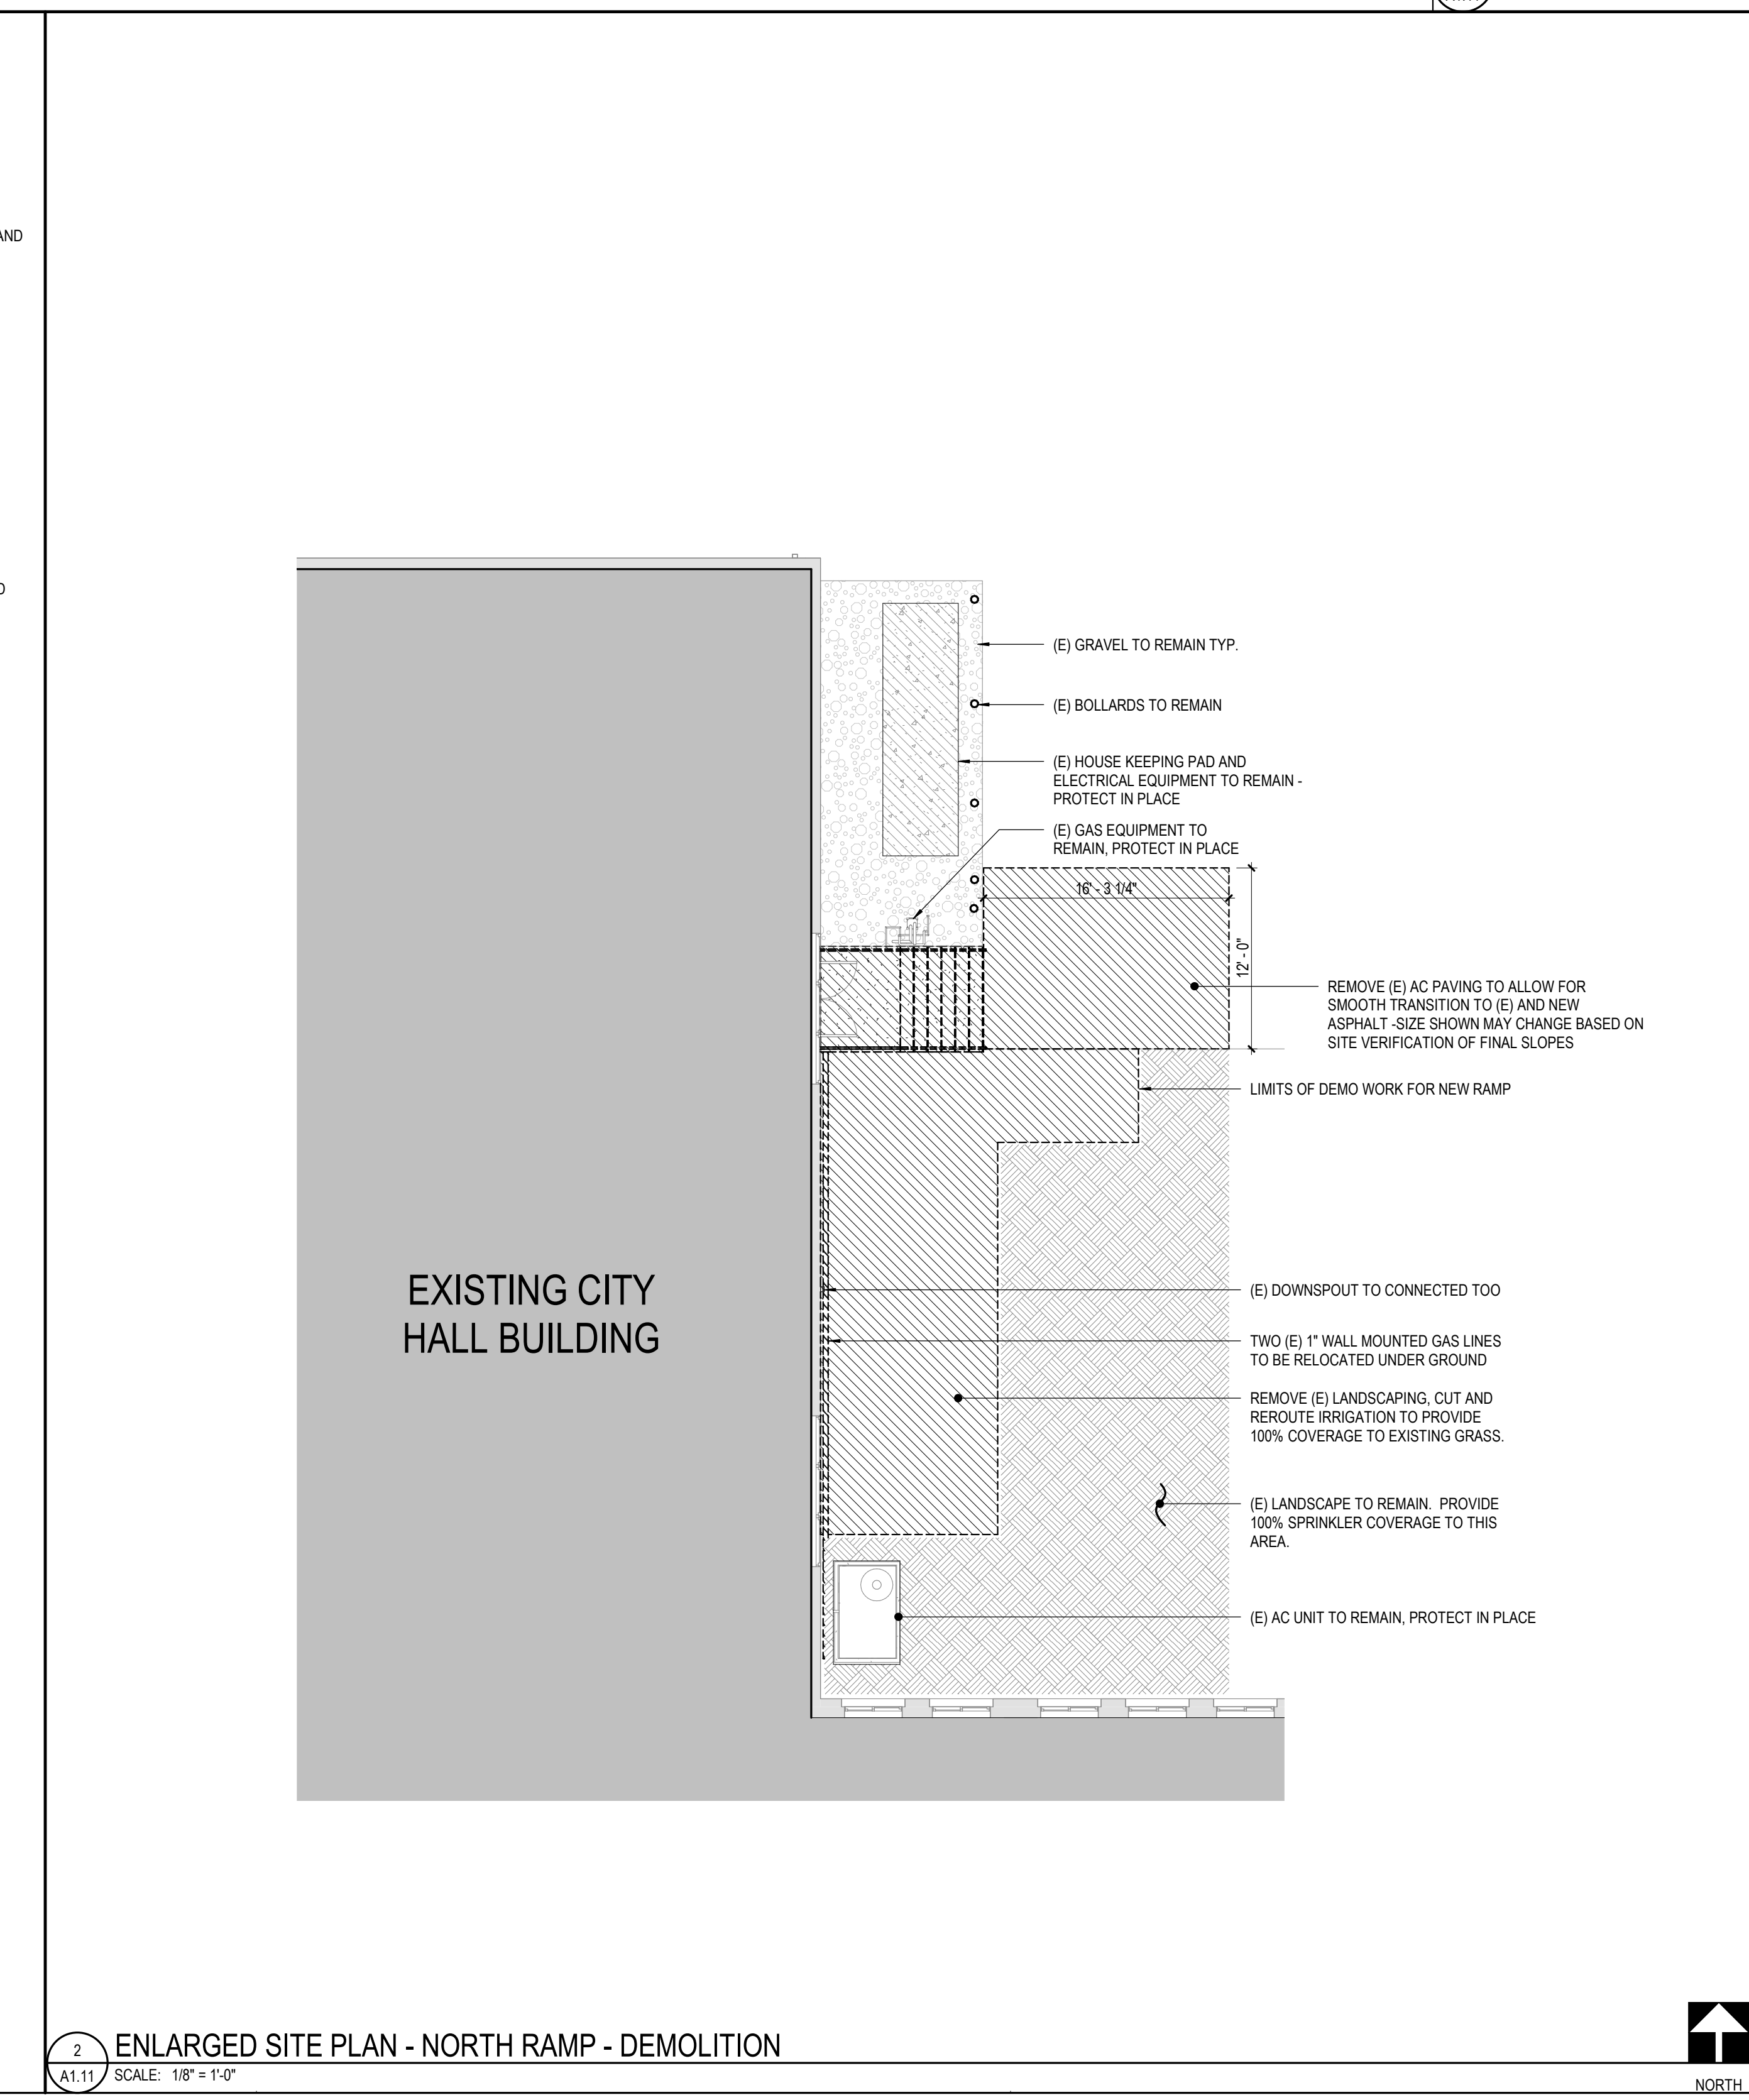 AND
(E) GRAVEL TO REMAIN TYP.
(E) BOLLARDS TO REMAIN
(E) HOUSE KEEPING PAD AND
ELECTRICAL EQUIPMENT TO REMAIN -
PROTECT IN PLACE
(E) GAS EQUIPMENT TO
REMAIN, PROTECT IN PLACE
16' - 3 1/4"
12' - 0"
REMOVE (E) AC PAVING TO ALLOW FOR
SMOOTH TRANSITION TO (E) AND NEW
ASPHALT -SIZE SHOWN MAY CHANGE BASED ON
SITE VERIFICATION OF FINAL SLOPES
LIMITS OF DEMO WORK FOR NEW RAMP
EXISTING CITY
HALL BUILDING
(E) DOWNSPOUT TO CONNECTED TOO
TWO (E) 1" WALL MOUNTED GAS LINES
TO BE RELOCATED UNDER GROUND
REMOVE (E) LANDSCAPING, CUT AND
REROUTE IRRIGATION TO PROVIDE
100% COVERAGE TO EXISTING GRASS.
(E) LANDSCAPE TO REMAIN. PROVIDE
100% SPRINKLER COVERAGE TO THIS
AREA.
(E) AC UNIT TO REMAIN, PROTECT IN PLACE
2
A1.11
ENLARGED SITE PLAN - NORTH RAMP - DEMOLITION
SCALE: 1/8" = 1'-0"
NORTH